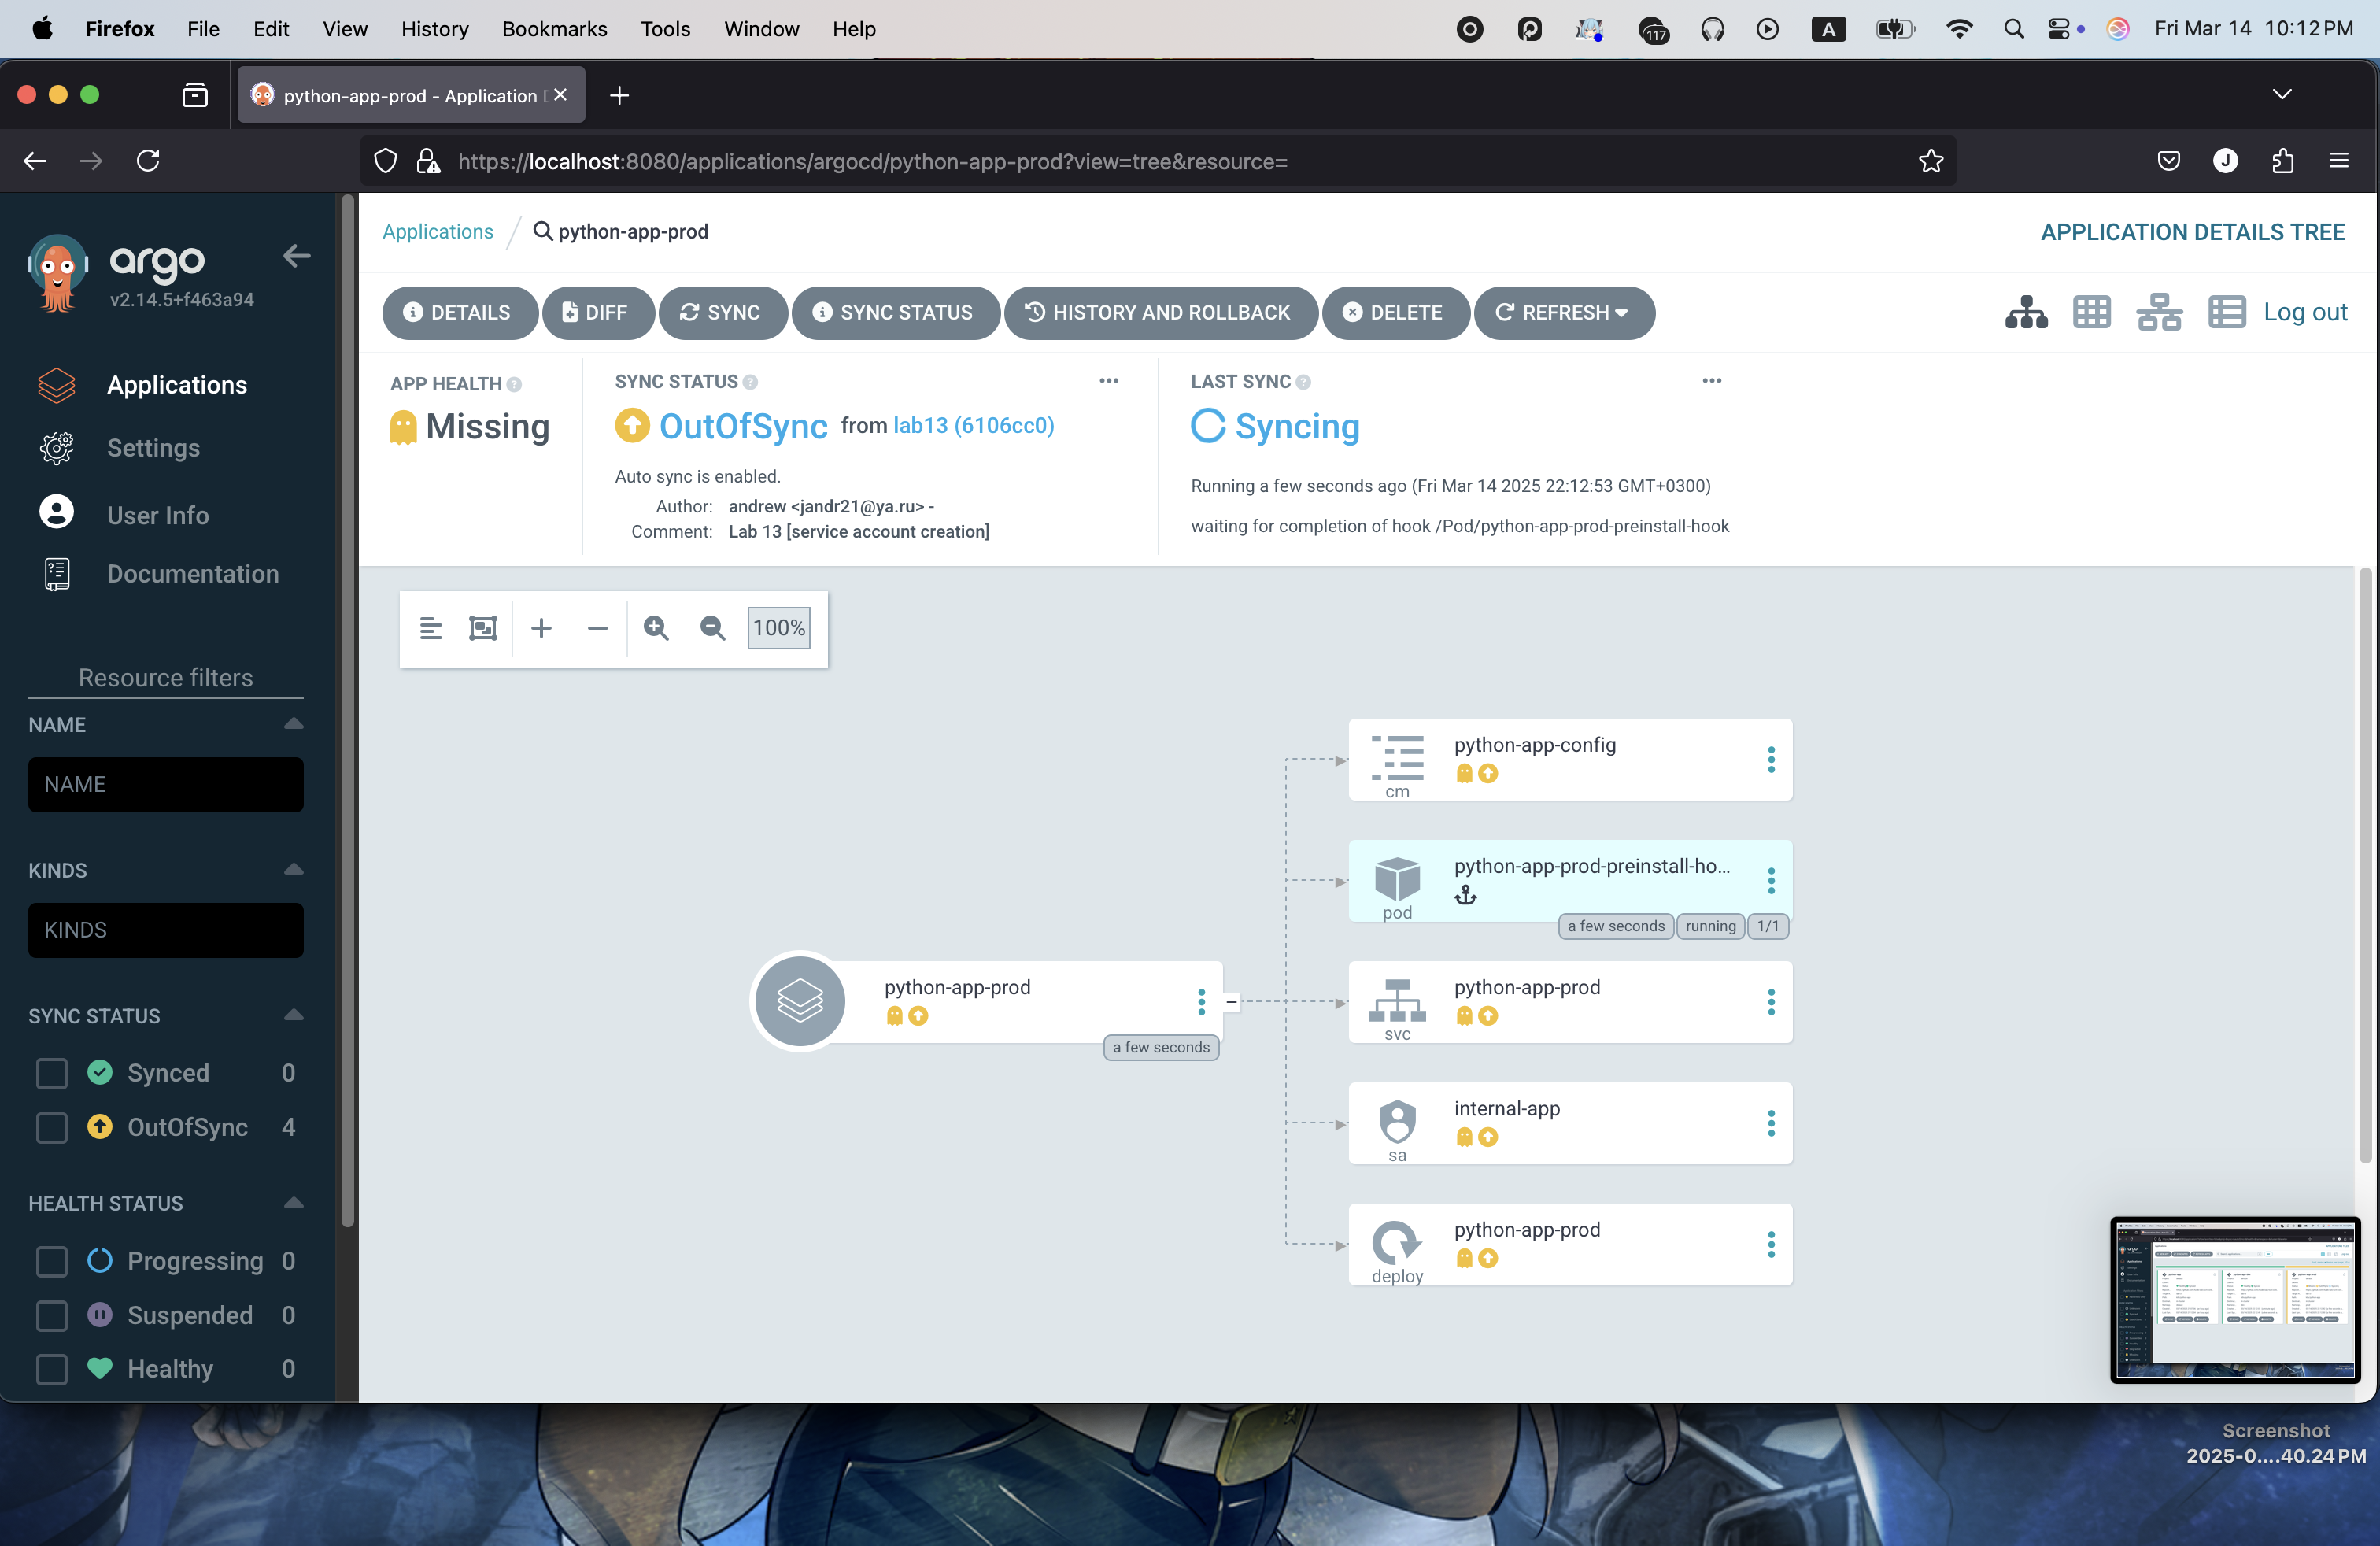 Firefox File Edit View History Bookmarks Tools Window Help
117
A
Fri Mar 14 10:12 PM
python-app-prod - Application
https://localhost:8080/applications/argocd/python-app-prod?view=tree&resource=
J
argo
v2.14.5+f463a94
Applications
Settings
User Info
Documentation
Resource filters
NAME
NAME
KINDS
KINDS
SYNC STATUS
Synced 0
OutOfSync 4
HEALTH STATUS
Progressing 0
Suspended 0
Healthy 0
Applications / python-app-prod
APPLICATION DETAILS TREE
DETAILS
DIFF
SYNC
SYNC STATUS
HISTORY AND ROLLBACK
DELETE
REFRESH
Log out
APP HEALTH
Missing
SYNC STATUS
OutOfSync from lab13 (6106cc0)
Auto sync is enabled.
Author: andrew <jandr21@ya.ru> -
Comment: Lab 13 [service account creation]
LAST SYNC
Syncing
Running a few seconds ago (Fri Mar 14 2025 22:12:53 GMT+0300)
waiting for completion of hook /Pod/python-app-prod-preinstall-hook
100%
python-app-prod
a few seconds
python-app-config
cm
python-app-prod-preinstall-ho...
pod
a few seconds running 1/1
python-app-prod
svc
internal-app
sa
python-app-prod
deploy
Screenshot
2025-0....40.24 PM